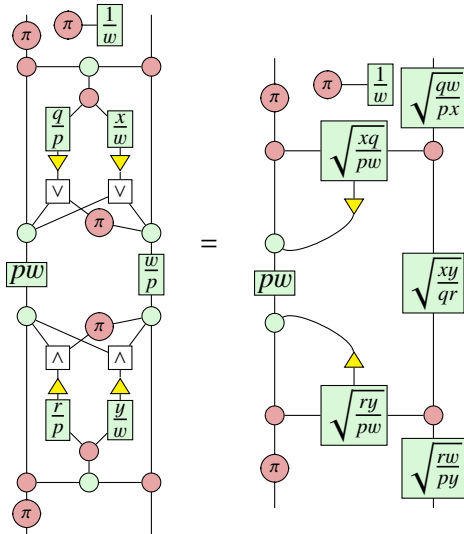 π π 1/w
q/p x/w
∨ ∨
π
pw w/p
π
∧ ∧
r/p y/w
π
=
π π 1/w √(qw/px)
√(xq/pw)
pw √(xy/qr)
√(ry/pw)
π √(rw/py)